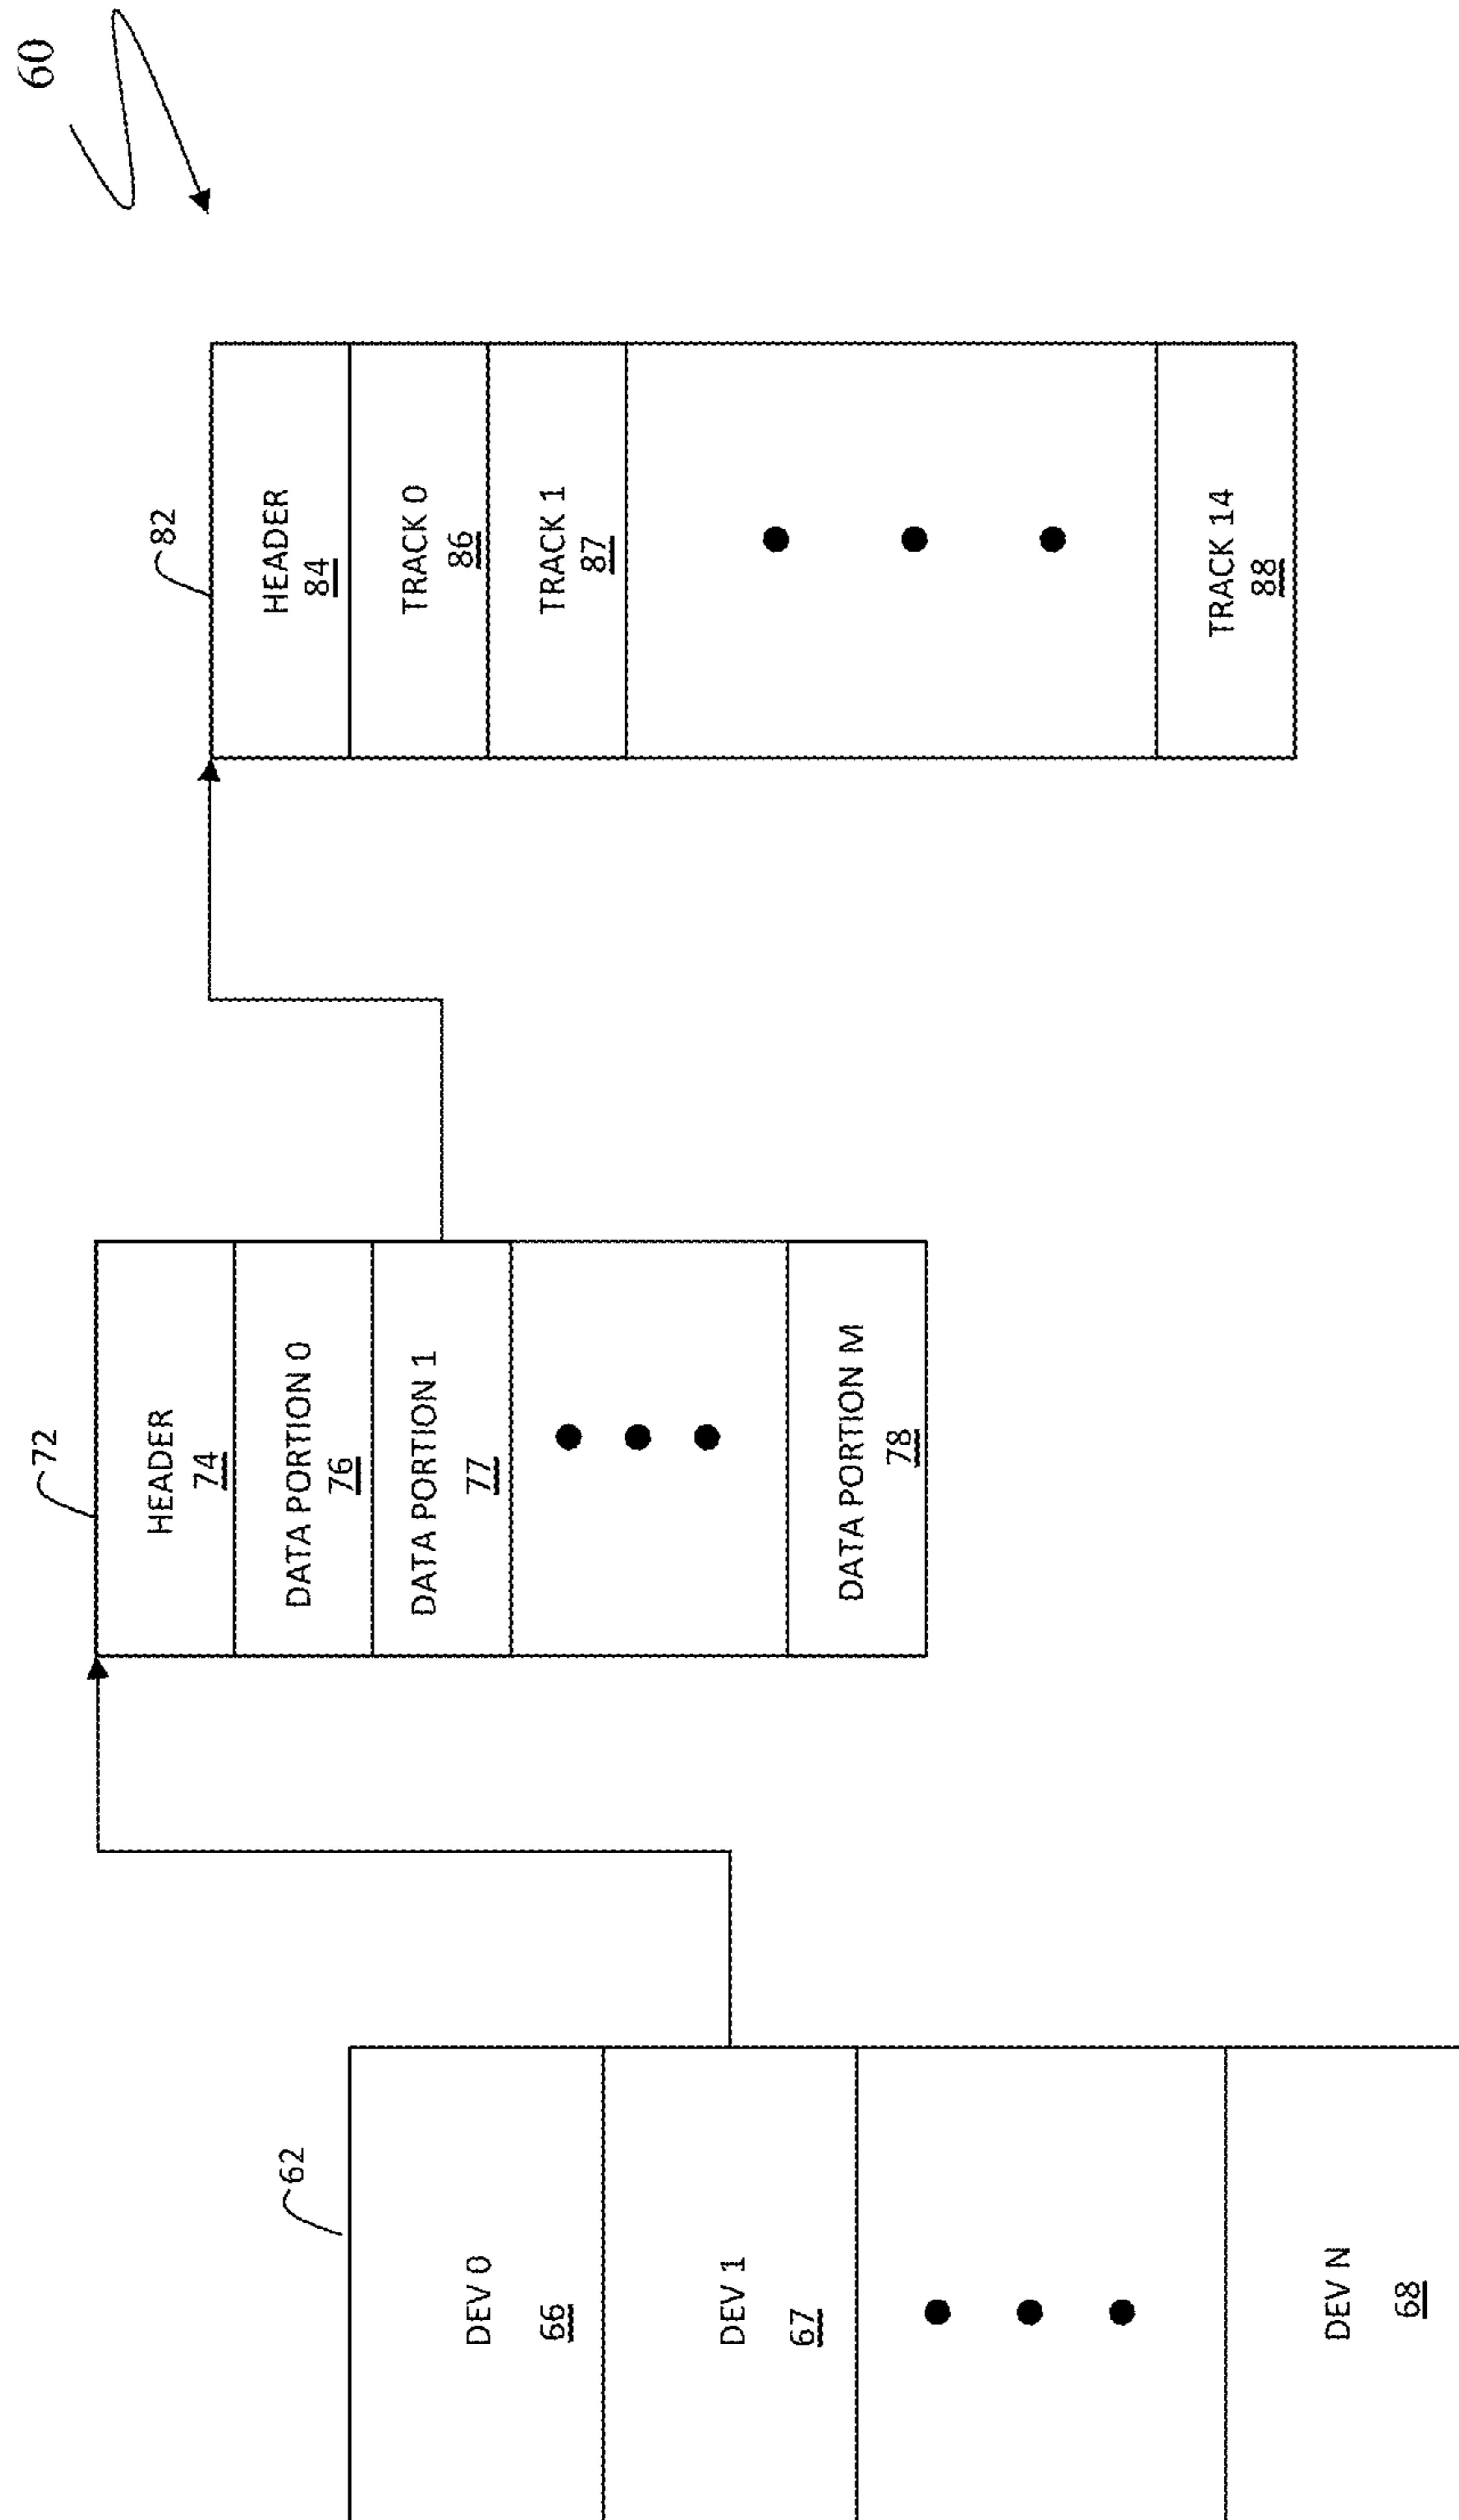 60
62
DEV 0
66
DEV 1
67
DEV N
68
72
HEADER
74
DATA PORTION 0
76
DATA PORTION 1
77
DATA PORTION M
78
82
HEADER
84
TRACK 0
86
TRACK 1
87
TRACK 14
88